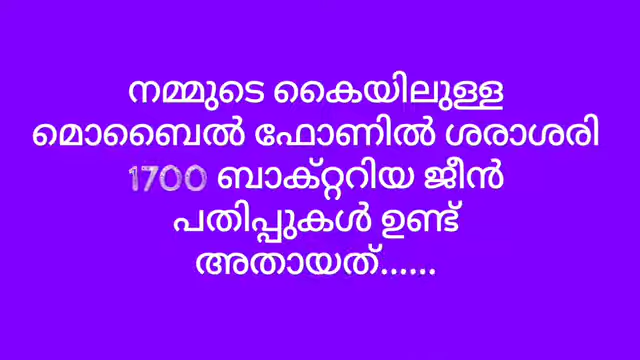 നമ്മുടെ കൈയിലുള്ള
മൊബൈൽ ഫോണിൽ ശരാശരി
1700 ബാക്റ്ററിയ ജീൻ
പതിപ്പുകൾ ഉണ്ട്
അതായത്......